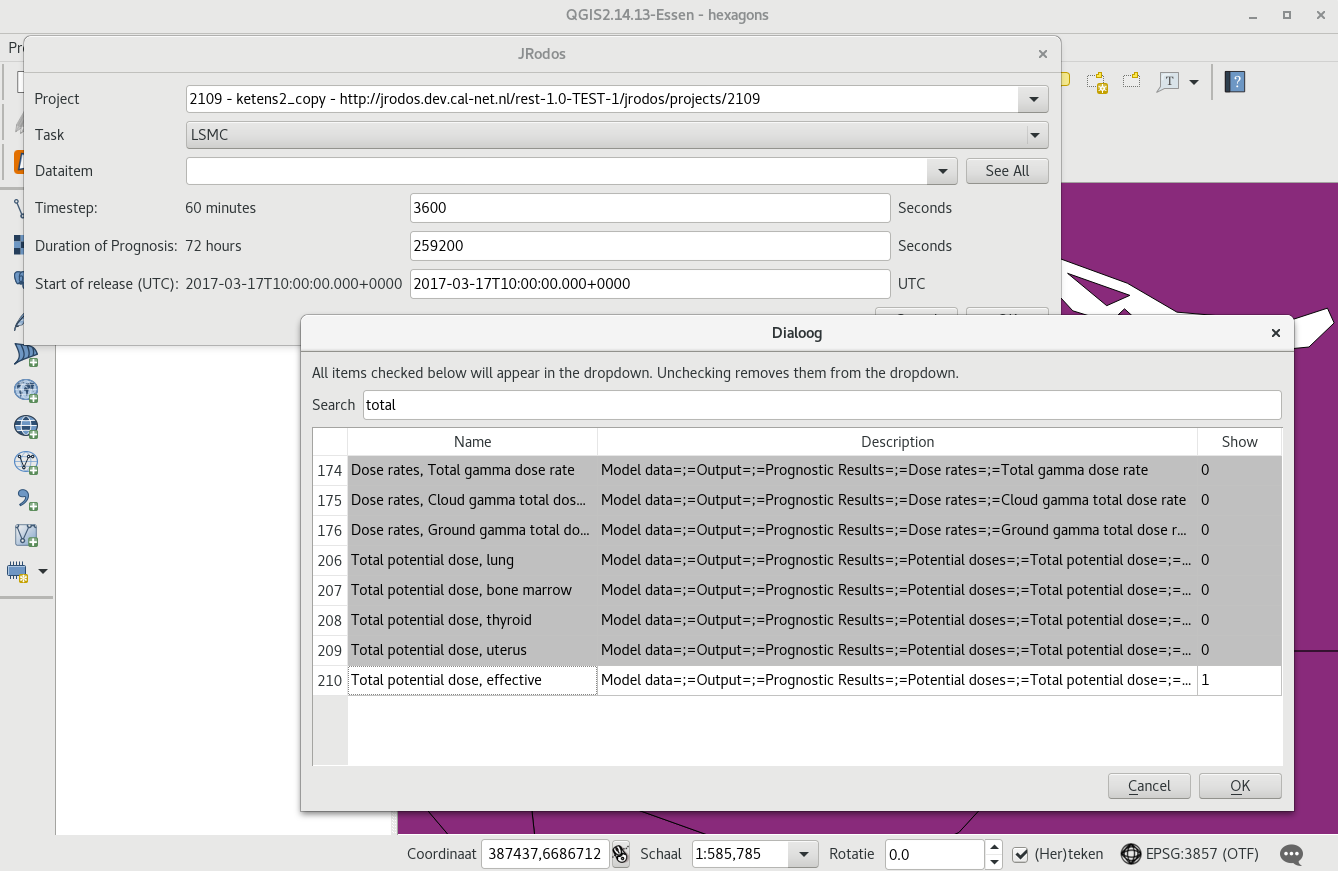 QGIS2.14.13-Essen - hexagons
JRodos
Project
2109 - ketens2_copy - http://jrodos.dev.cal-net.nl/rest-1.0-TEST-1/jrodos/projects/2109
Task
LSMC
Dataitem
See All
Timestep:
60 minutes
3600
Seconds
Duration of Prognosis:
72 hours
259200
Seconds
Start of release (UTC):
2017-03-17T10:00:00.000+0000
2017-03-17T10:00:00.000+0000
UTC
T
?
Dialoog
All items checked below will appear in the dropdown. Unchecking removes them from the dropdown.
Search
total
Name Description Show
174 Dose rates, Total gamma dose rate Model data=;=Output=;=Prognostic Results=;=Dose rates=;=Total gamma dose rate 0
175 Dose rates, Cloud gamma total dos... Model data=;=Output=;=Prognostic Results=;=Dose rates=;=Cloud gamma total dose rate 0
176 Dose rates, Ground gamma total do... Model data=;=Output=;=Prognostic Results=;=Dose rates=;=Ground gamma total dose r... 0
206 Total potential dose, lung Model data=;=Output=;=Prognostic Results=;=Potential doses=;=Total potential dose=;=... 0
207 Total potential dose, bone marrow Model data=;=Output=;=Prognostic Results=;=Potential doses=;=Total potential dose=;=... 0
208 Total potential dose, thyroid Model data=;=Output=;=Prognostic Results=;=Potential doses=;=Total potential dose=;=... 0
209 Total potential dose, uterus Model data=;=Output=;=Prognostic Results=;=Potential doses=;=Total potential dose=;=... 0
210 Total potential dose, effective Model data=;=Output=;=Prognostic Results=;=Potential doses=;=Total potential dose=;=... 1
Cancel
OK
Coordinaat 387437,6686712 Schaal 1:585,785 Rotatie 0.0 (Her)teken EPSG:3857 (OTF)